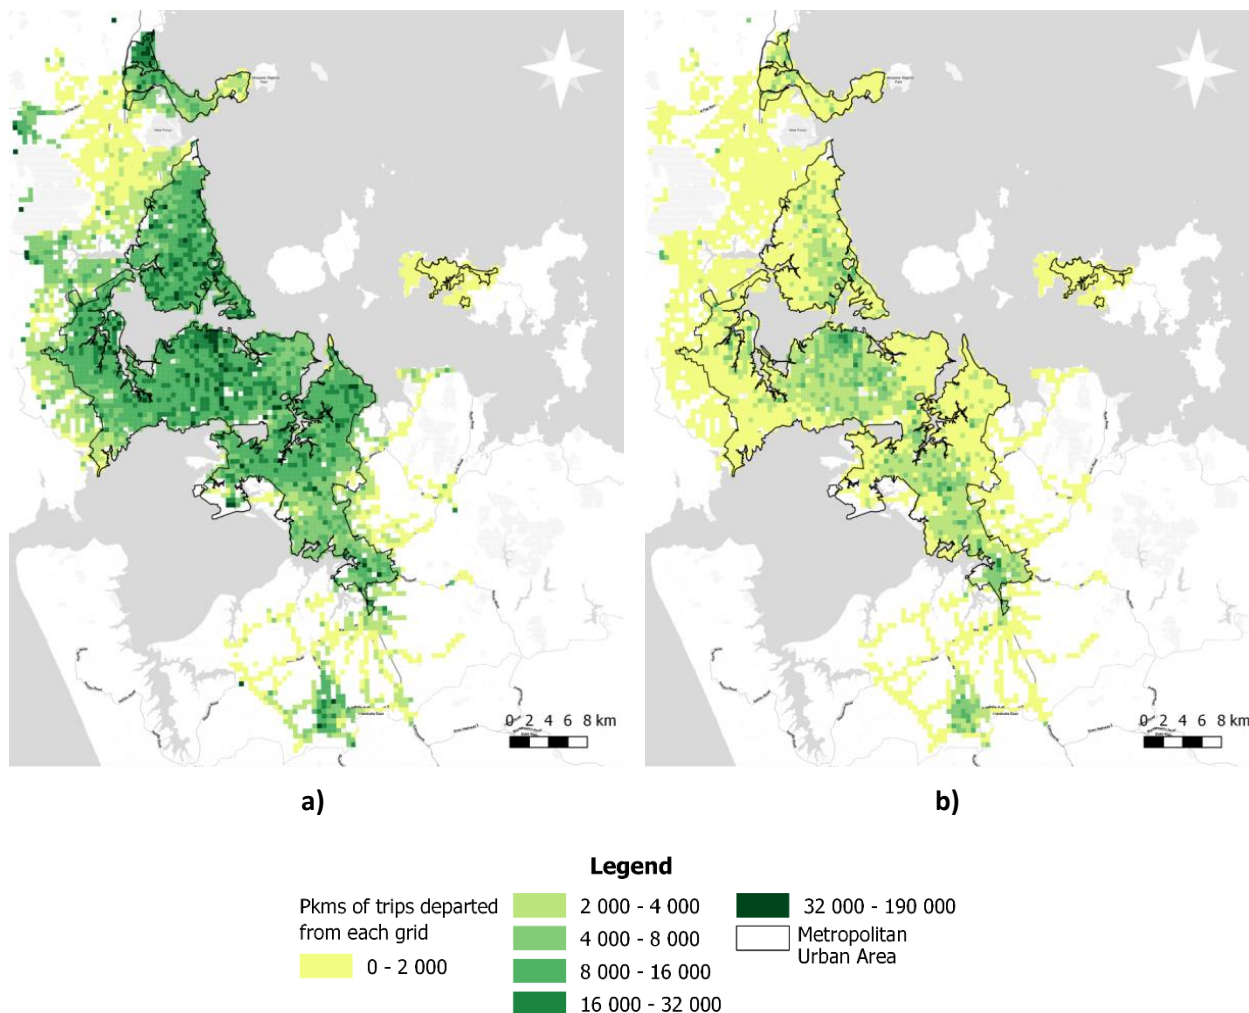 0 2 4 6 8 km
0 2 4 6 8 km
a)
b)
Legend
Pkms of trips departed
from each grid
0 - 2 000
2 000 - 4 000
4 000 - 8 000
8 000 - 16 000
16 000 - 32 000
32 000 - 190 000
Metropolitan
Urban Area